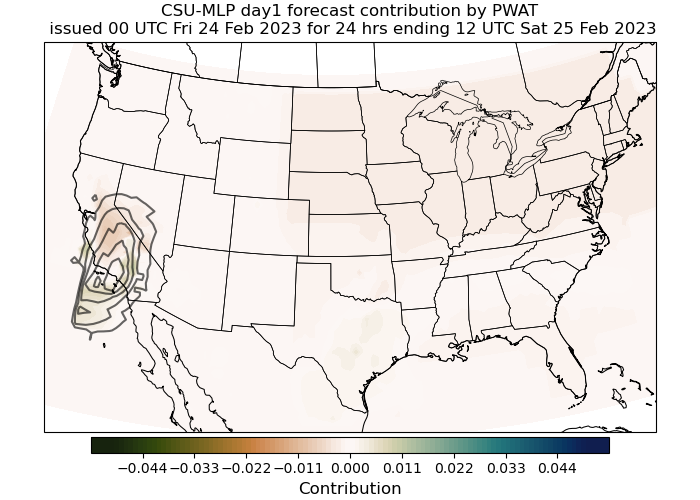 CSU-MLP day1 forecast contribution by PWAT
issued 00 UTC Fri 24 Feb 2023 for 24 hrs ending 12 UTC Sat 25 Feb 2023
−0.044 −0.033 −0.022 −0.011 0.000 0.011 0.022 0.033 0.044
Contribution